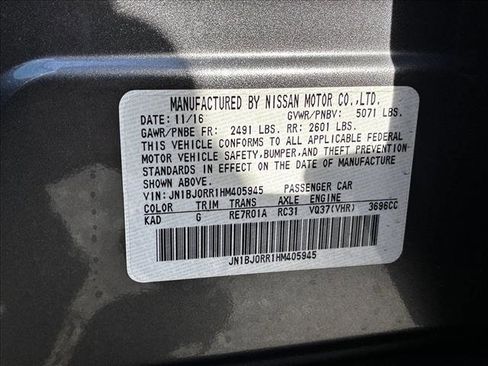 MANUFACTURED BY NISSAN MOTOR CO.,LTD.
DATE: 11/16 GVWR/PNBV: 5071 LBS.
GAWR/PNBE FR: 2491 LBS. RR: 2601 LBS.
THIS VEHICLE CONFORMS TO ALL APPLICABLE FEDERAL
MOTOR VEHICLE SAFETY,BUMPER,AND THEFT PREVENTION
STANDARDS IN EFFECT ON THE DATE OF MANUFACTURE
SHOWN ABOVE.
VIN: JN1BJ0RR1HM405945 PASSENGER CAR
COLOR TRIM TRANS AXLE ENGINE
KAD G RE7R01A RC31 VQ37(VHR) 3696CC
JN1BJ0RR1HM405945